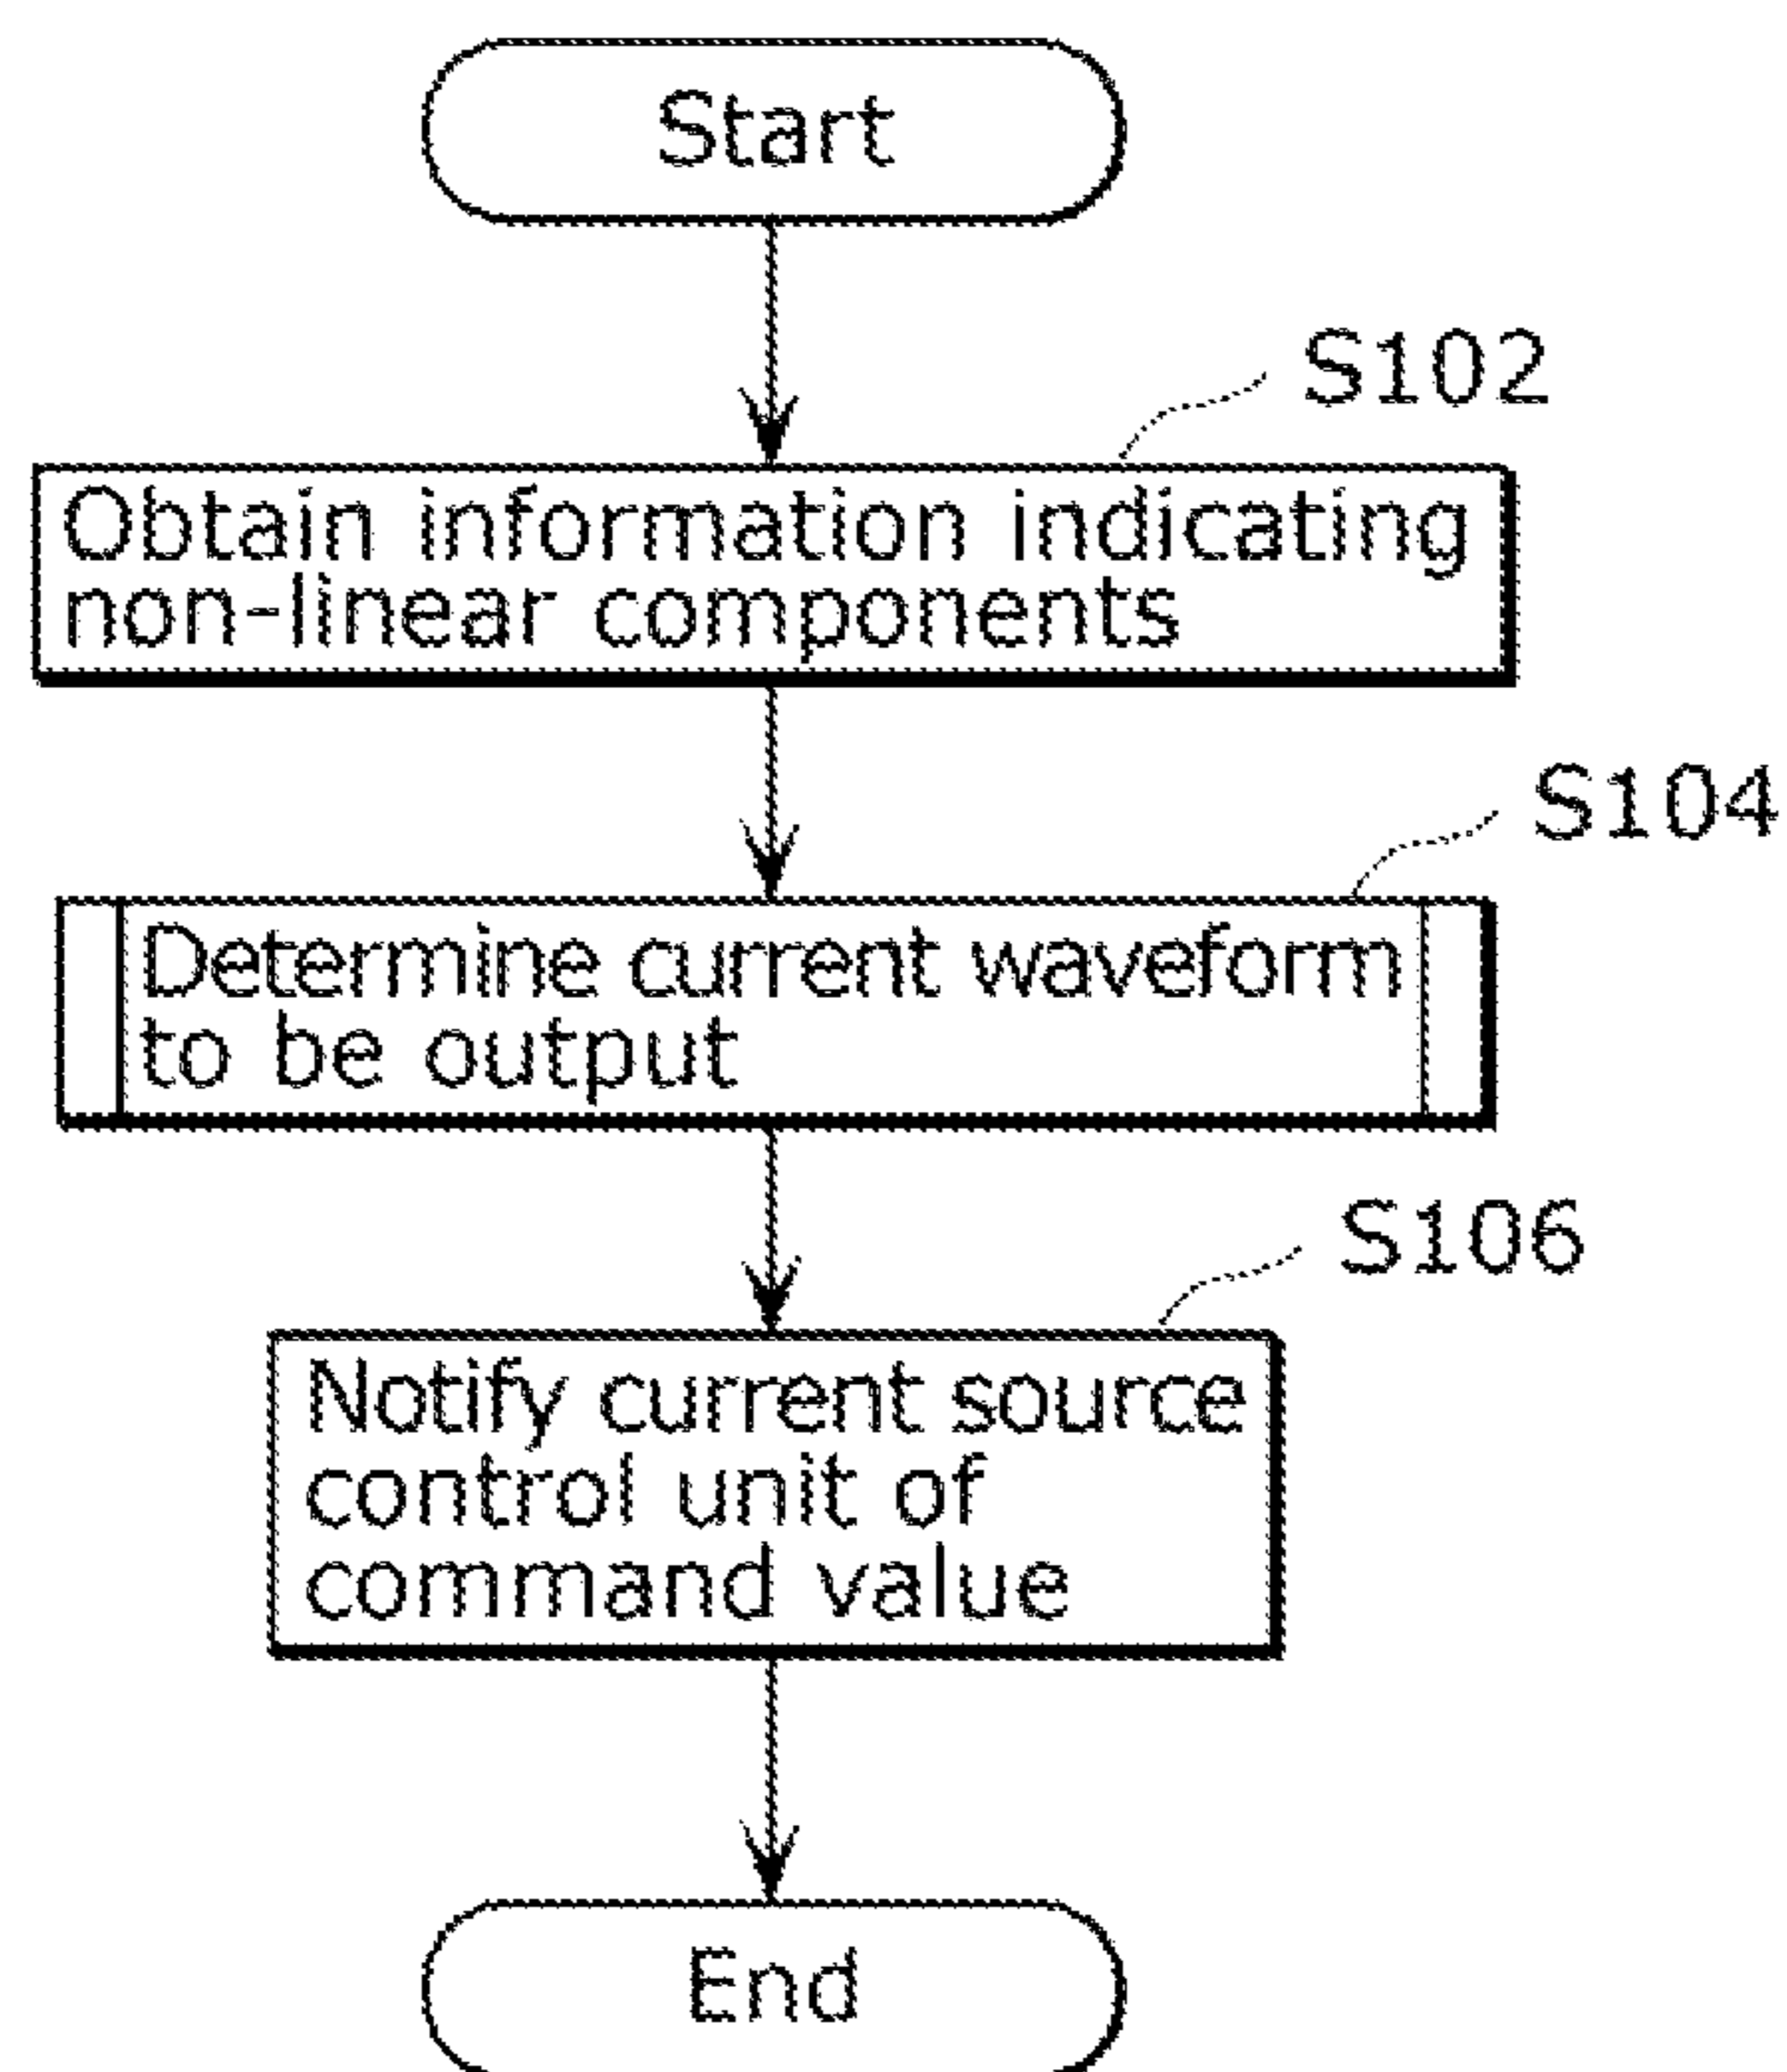 Start
S102
Obtain information indicating
non-linear components
S104
Determine current waveform
to be output
S106
Notify current source
control unit of
command value
End